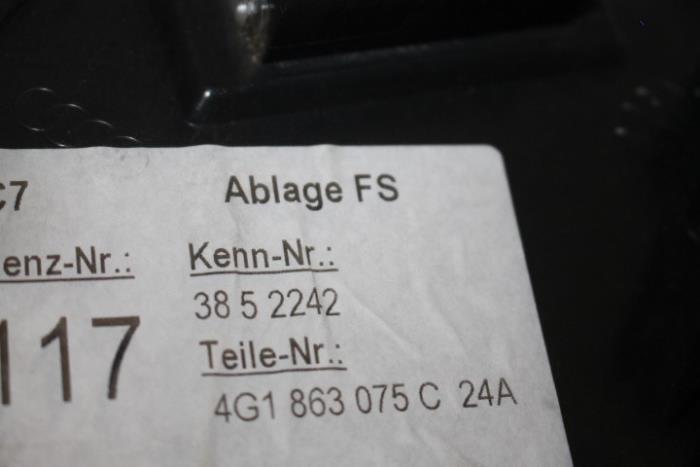 C7 Ablage FS
enz-Nr.: Kenn-Nr.:
38 5 2242
117 Teile-Nr.:
4G1 863 075 C 24A